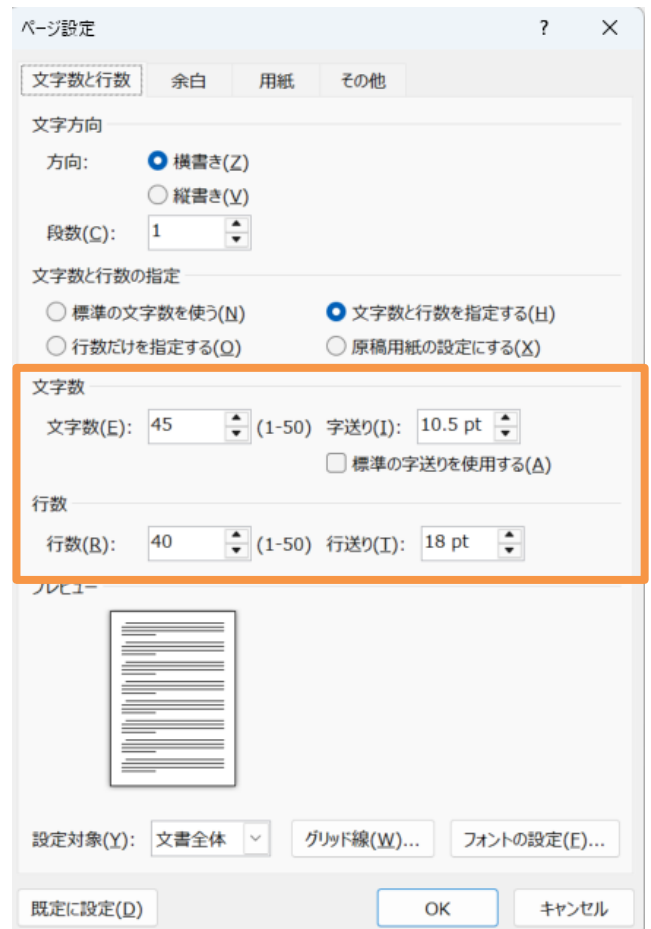 ページ設定 ?
文字数と行数 余白 用紙 その他
文字方向
方向: 横書き(Z)
縦書き(V)
段数(C): 1
文字数と行数の指定
標準の文字数を使う(N) 文字数と行数を指定する(H)
行数だけを指定する(O) 原稿用紙の設定にする(X)
文字数
文字数(E): 45 (1-50) 字送り(I): 10.5 pt
標準の字送りを使用する(A)
行数
行数(R): 40 (1-50) 行送り(T): 18 pt
プレビュー
設定対象(Y): 文書全体 グリッド線(W)... フォントの設定(F)...
既定に設定(D) OK キャンセル